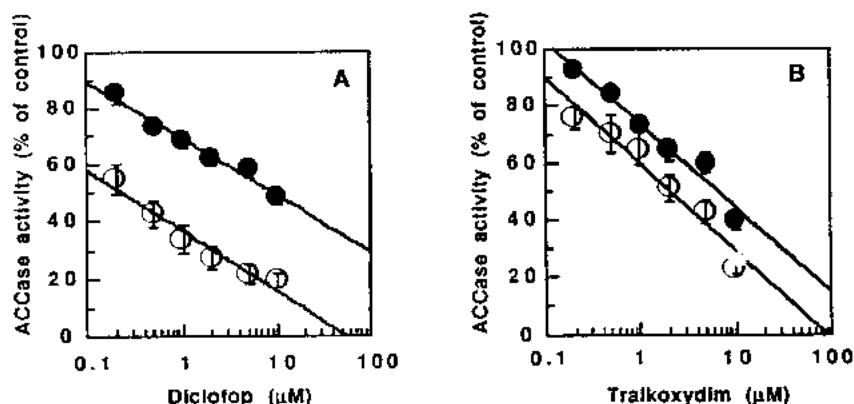 A
ACCase activity (% of control)
100
80
60
40
20
0
0.1 1 10 100
Diclofop (μM)
B
ACCase activity (% of control)
100
80
60
40
20
0
0.1 1 10 100
Tralkoxydim (μM)